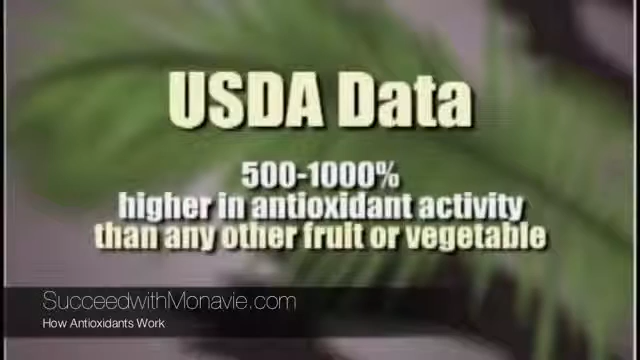 USDA Data
500-1000%
higher in antioxidant activity
than any other fruit or vegetable
SucceedwithMonavie.com
How Antioxidants Work